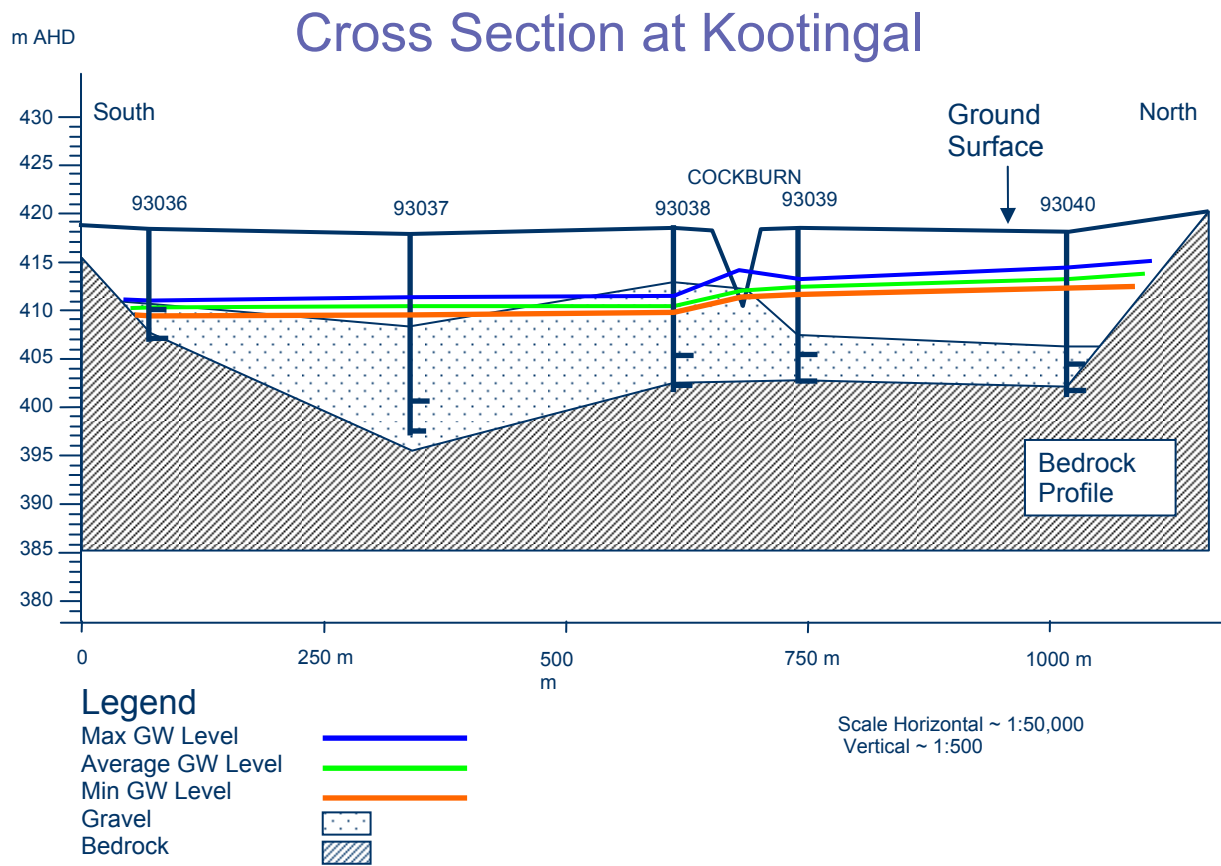 Cross Section at Kootingal
m AHD
South
North
Ground
Surface
COCKBURN
93036
93037
93038
93039
93040
430
425
420
415
410
405
400
395
390
385
380
Bedrock
Profile
0
250 m
500
m
750 m
1000 m
Legend
Max GW Level
Average GW Level
Min GW Level
Gravel
Bedrock
Scale Horizontal ~ 1:50,000
Vertical ~ 1:500